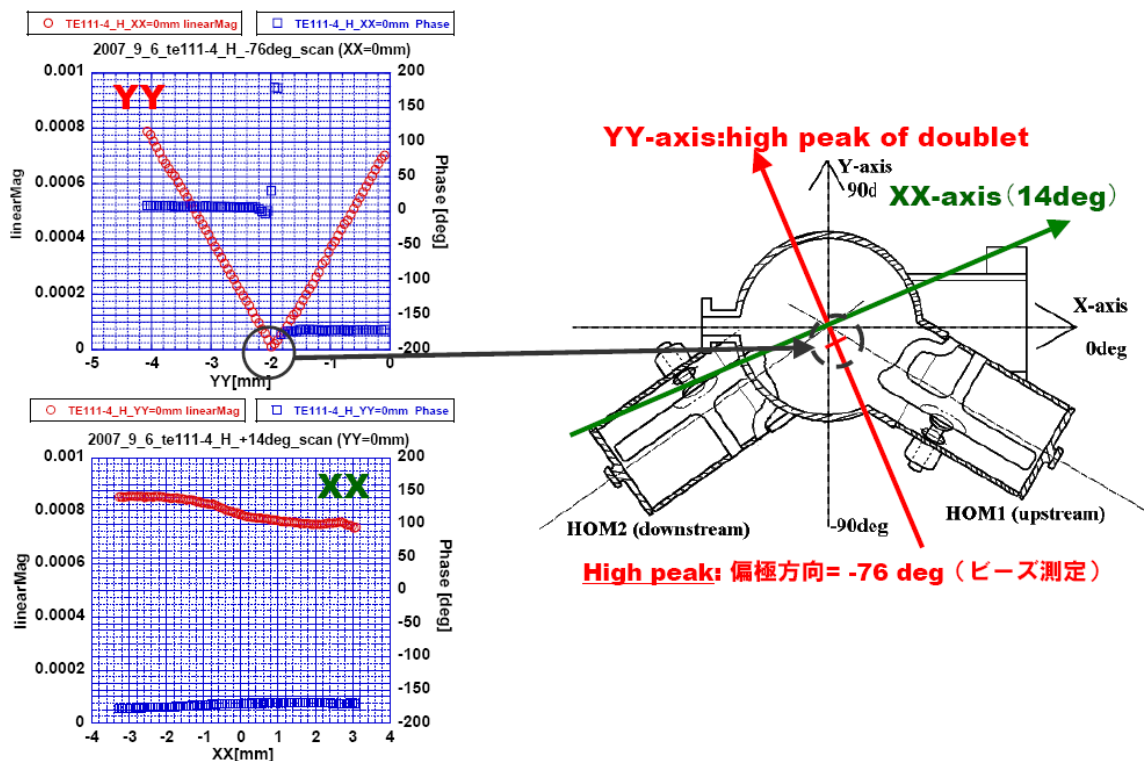 TE111-4_H_XX=0mm linearMag
TE111-4_H_XX=0mm Phase
2007_9_6_te111-4_H_-76deg_scan (XX=0mm)
YY
0.001
0.0008
0.0006
0.0004
0.0002
0
linearMag
200
150
100
50
0
-50
-100
-150
-200
Phase [deg]
-5 -4 -3 -2 -1 0
YY[mm]
TE111-4_H_YY=0mm linearMag
TE111-4_H_YY=0mm Phase
2007_9_6_te111-4_H_+14deg_scan (YY=0mm)
XX
0.001
0.0008
0.0006
0.0004
0.0002
0
linearMag
200
150
100
50
0
-50
-100
-150
-200
Phase [deg]
-4 -3 -2 -1 0 1 2 3 4
XX[mm]
YY-axis:high peak of doublet
Y-axis
90d
XX-axis（14deg）
X-axis
0deg
HOM2 (downstream)
-90deg
HOM1 (upstream)
High peak: 偏極方向= -76 deg（ビーズ測定）